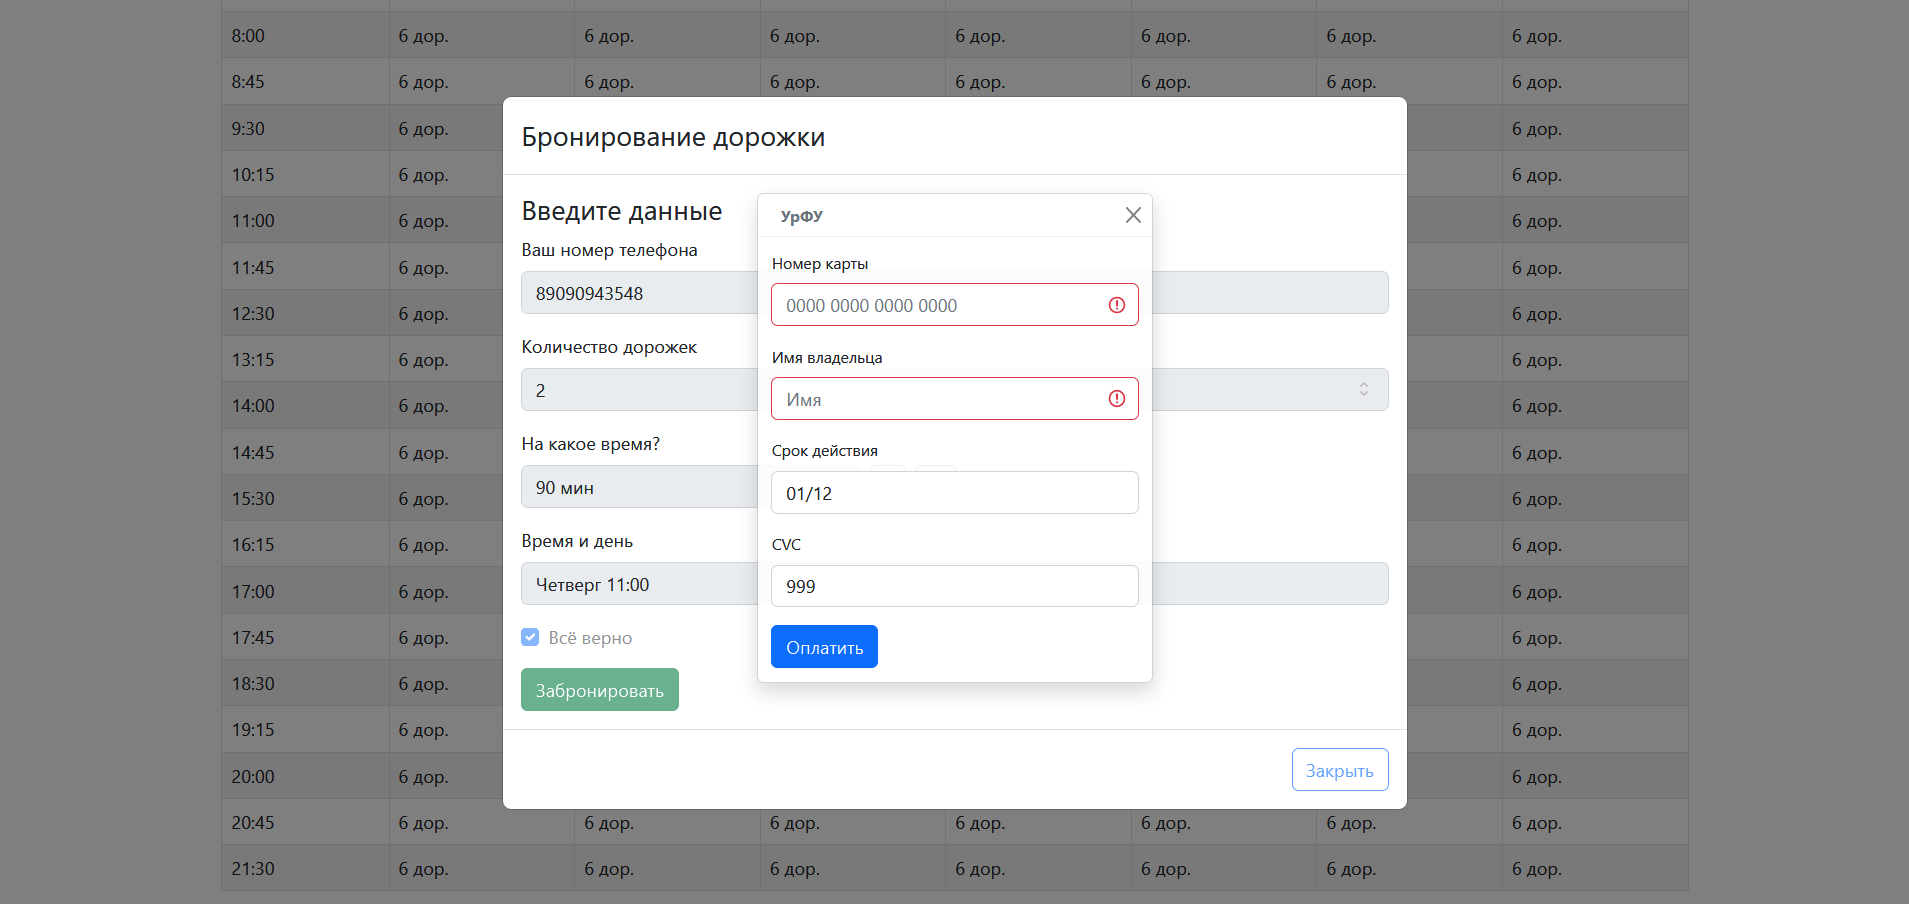 8:00 6 дор. 6 дор. 6 дор. 6 дор. 6 дор. 6 дор. 6 дор.
8:45 6 дор. 6 дор. 6 дор. 6 дор. 6 дор. 6 дор. 6 дор.
9:30 6 дор. 6 дор.
10:15 6 дор. 6 дор.
11:00 6 дор. 6 дор.
11:45 6 дор. 6 дор.
12:30 6 дор. 6 дор.
13:15 6 дор. 6 дор.
14:00 6 дор. 6 дор.
14:45 6 дор. 6 дор.
15:30 6 дор. 6 дор.
16:15 6 дор. 6 дор.
17:00 6 дор. 6 дор.
17:45 6 дор. 6 дор.
18:30 6 дор. 6 дор.
19:15 6 дор. 6 дор.
20:00 6 дор. 6 дор.
20:45 6 дор. 6 дор. 6 дор. 6 дор. 6 дор. 6 дор. 6 дор.
21:30 6 дор. 6 дор. 6 дор. 6 дор. 6 дор. 6 дор. 6 дор.
Бронирование дорожки
Введите данные
Ваш номер телефона
89090943548
Количество дорожек
2
На какое время?
90 мин
Время и день
Четверг 11:00
Всё верно
Забронировать
Закрыть
УрФУ
Номер карты
0000 0000 0000 0000
Имя владельца
Имя
Срок действия
01/12
CVC
999
Оплатить